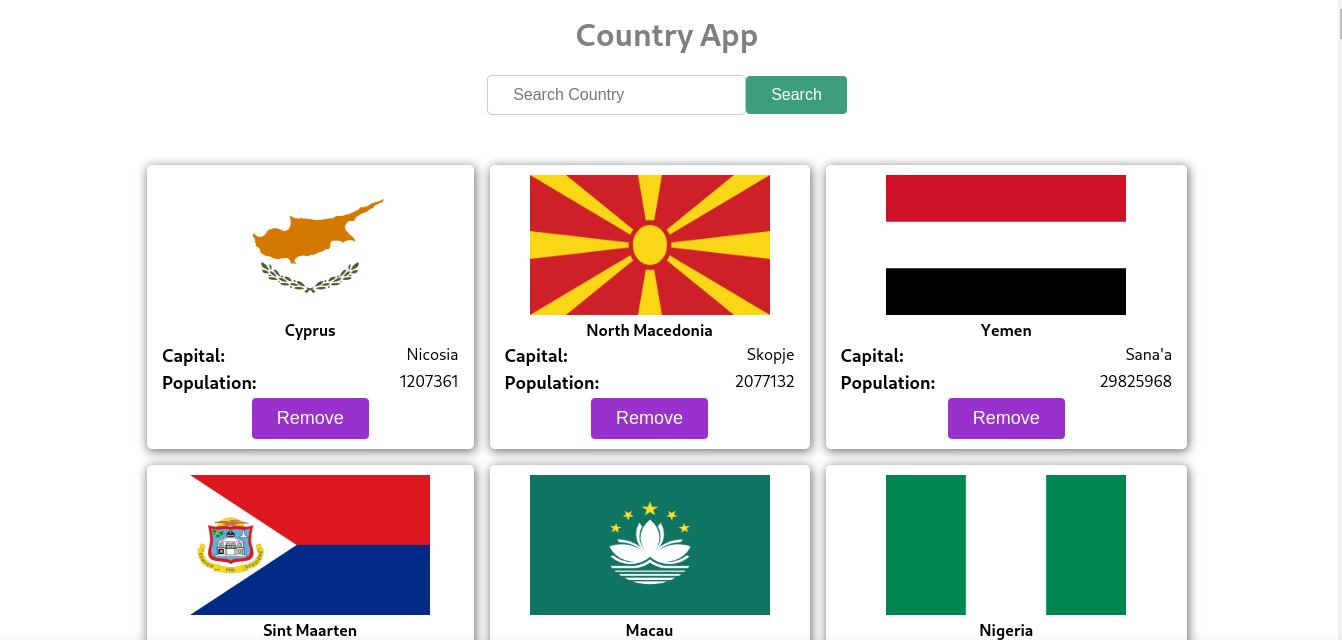 Country App
Search Country Search
Cyprus
Capital: Nicosia
Population: 1207361
Remove
North Macedonia
Capital: Skopje
Population: 2077132
Remove
Yemen
Capital: Sana'a
Population: 29825968
Remove
Sint Maarten
Macau
Nigeria